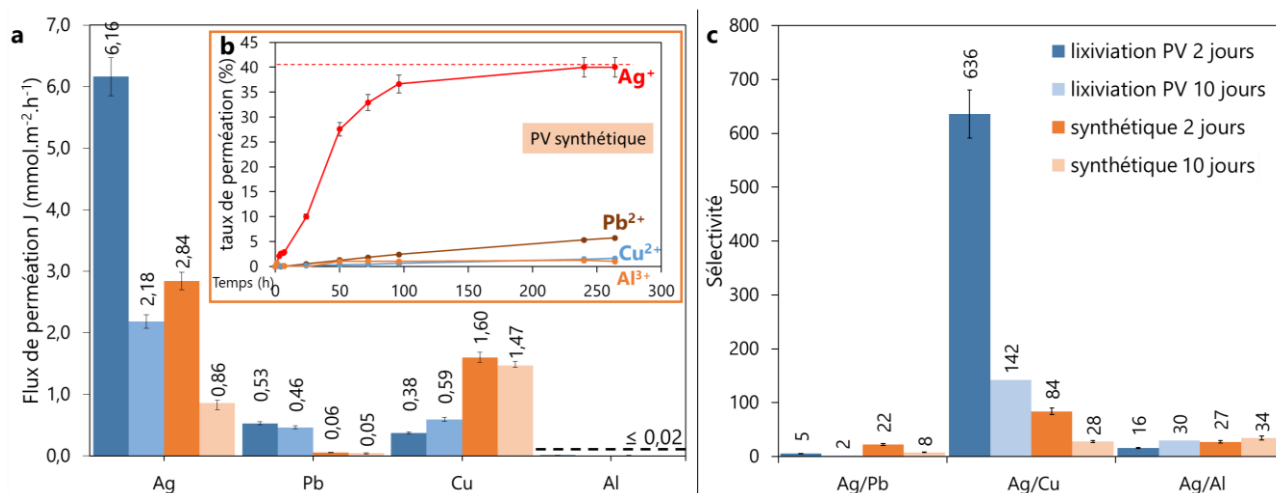 a
Flux de perméation J (mmol.m⁻².h⁻¹)
7,0
6,0
5,0
4,0
3,0
2,0
1,0
0,0
6,16
2,18
2,84
0,86
0,53
0,46
0,06
0,05
0,38
0,59
1,60
1,47
≤ 0,02
Ag
Pb
Cu
Al
b
taux de perméation (%)
45
40
35
30
25
20
15
10
5
0
Ag⁺
PV synthétique
Pb²⁺
Cu²⁺
Al³⁺
Temps (h)
0
50
100
150
200
250
300
c
Sélectivité
800
700
600
500
400
300
200
100
0
lixiviation PV 2 jours
lixiviation PV 10 jours
synthétique 2 jours
synthétique 10 jours
5
2
22
8
636
142
84
28
16
30
27
34
Ag/Pb
Ag/Cu
Ag/Al